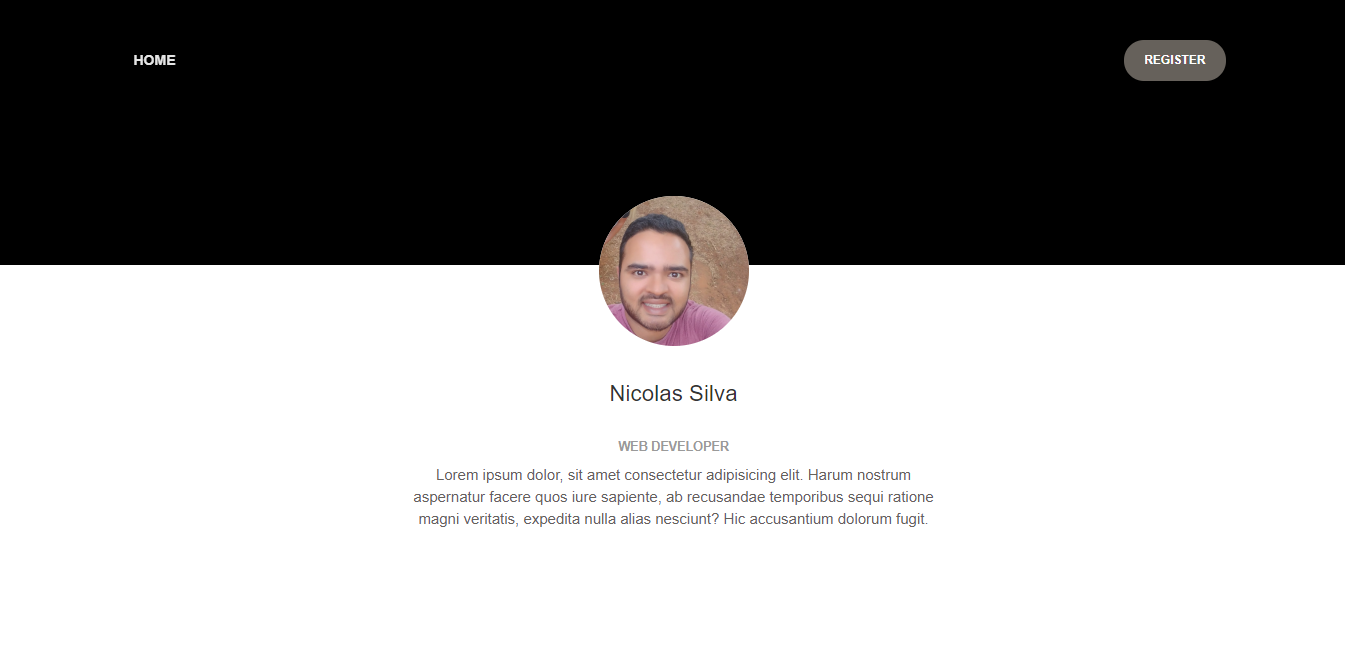 HOME
REGISTER
Nicolas Silva
WEB DEVELOPER
Lorem ipsum dolor, sit amet consectetur adipisicing elit. Harum nostrum
aspernatur facere quos iure sapiente, ab recusandae temporibus sequi ratione
magni veritatis, expedita nulla alias nesciunt? Hic accusantium dolorum fugit.